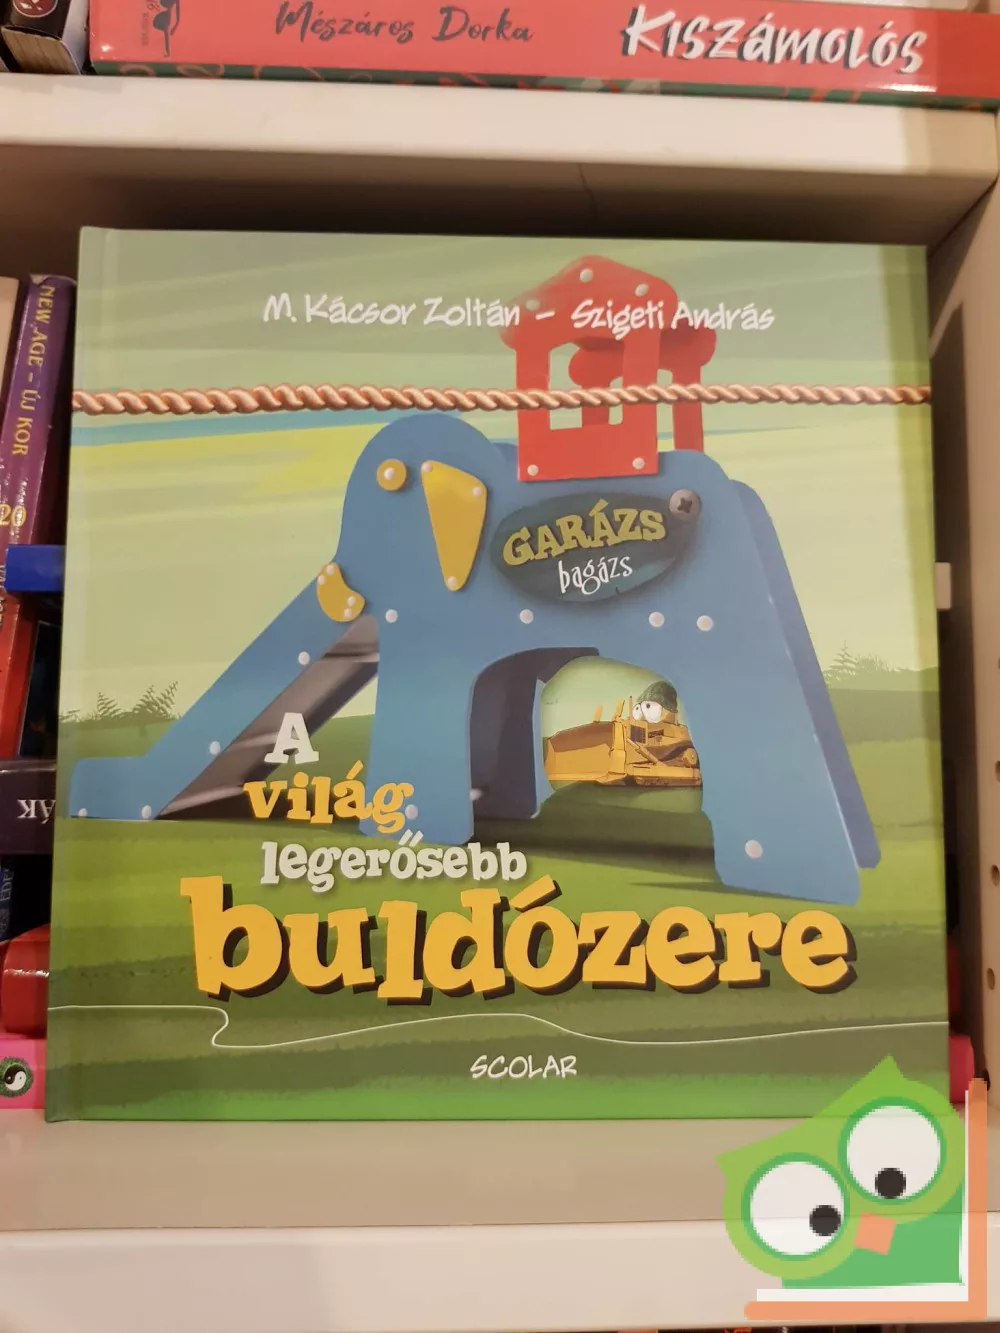 Mészáros Dorka KISZÁMOLÓS
M. Kácsor Zoltán - Szigeti András
GARÁZS
bagázs
A
világ
legerősebb
buldózere
SCOLAR
NEW AGE - ÚJ KOR